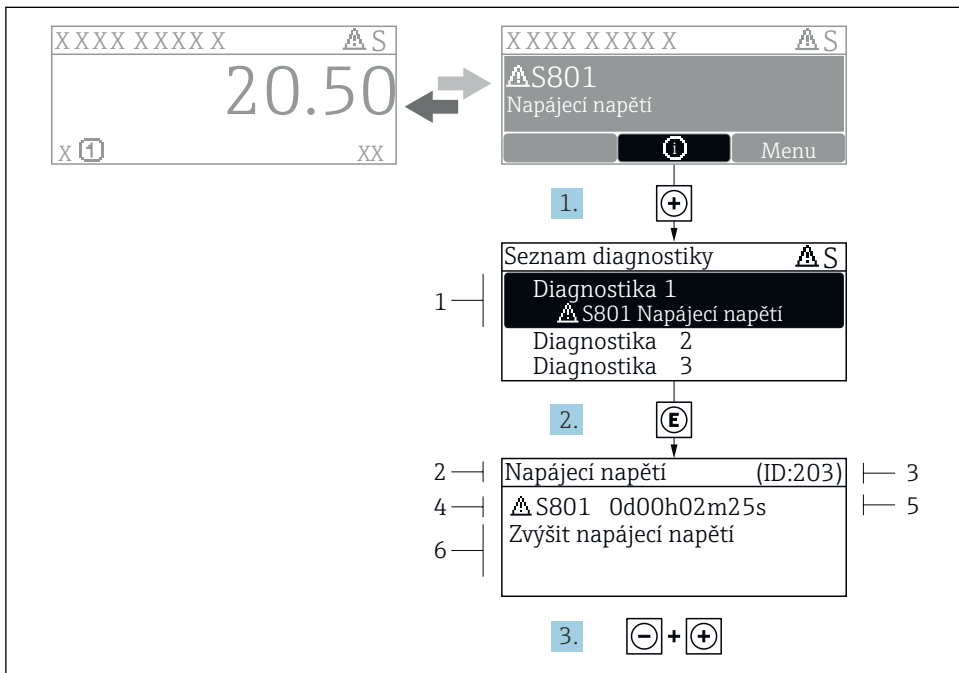 XXXX XXXX X ⚠S
20.50
X 1 XX
XXXX XXXX X ⚠S
⚠S801
Napájecí napětí
i Menu
1. +
Seznam diagnostiky ⚠S
1 Diagnostika 1
⚠S801 Napájecí napětí
Diagnostika 2
Diagnostika 3
2. E
2 Napájecí napětí (ID:203) 3
4 ⚠S801 0d00h02m25s 5
6 Zvýšit napájecí napětí
3. - + +